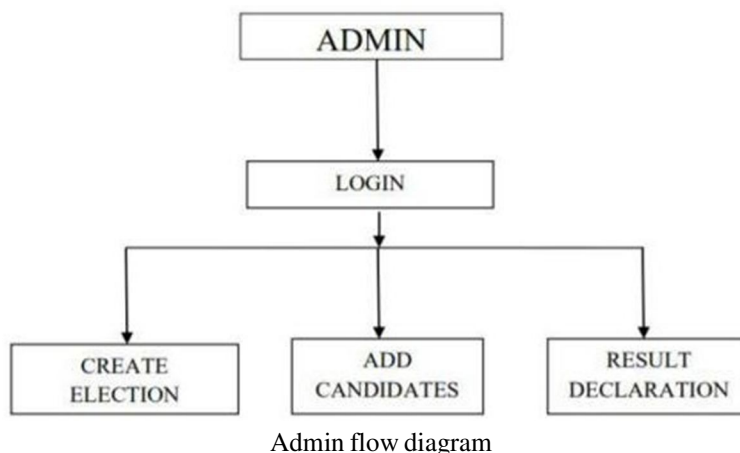 ADMIN
LOGIN
CREATE
ELECTION
ADD
CANDIDATES
RESULT
DECLARATION
Admin flow diagram